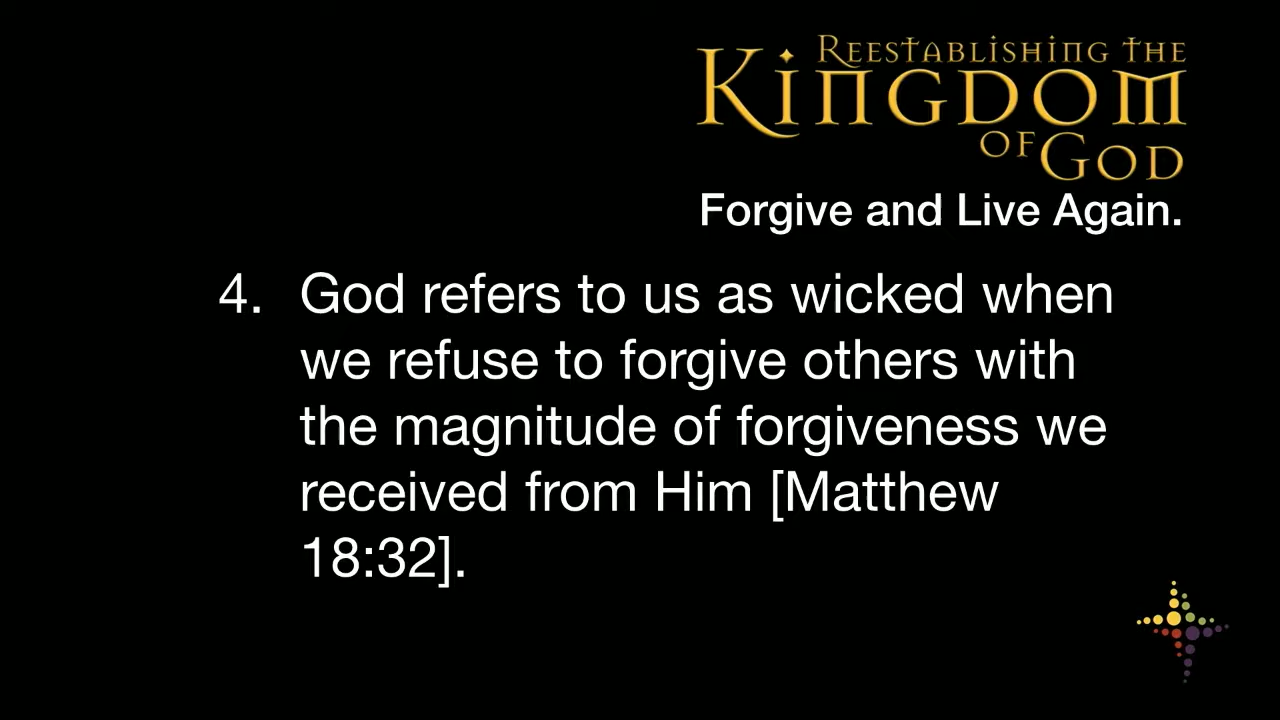 Reestablishing the
Kingdom
of God
Forgive and Live Again.
4. God refers to us as wicked when
we refuse to forgive others with
the magnitude of forgiveness we
received from Him [Matthew
18:32].